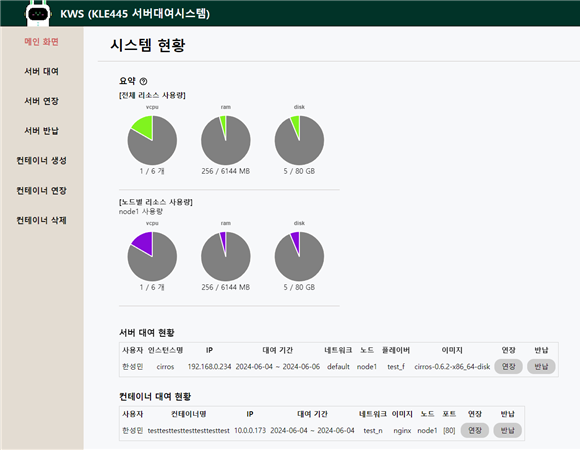 KWS (KLE445 서버대여시스템)
메인 화면
서버 대여
서버 연장
서버 반납
컨테이너 생성
컨테이너 연장
컨테이너 삭제
시스템 현황
요약 ?
[전체 리소스 사용량]
vcpu ram disk
1 / 6 개 256 / 6144 MB 5 / 80 GB
[노드별 리소스 사용량]
node1 사용량
vcpu ram disk
1 / 6 개 256 / 6144 MB 5 / 80 GB
서버 대여 현황
사용자 인스턴스명 IP 대여 기간 네트워크 노드 플레이버 이미지 연장 반납
한성민 cirros 192.168.0.234 2024-06-04 ~ 2024-06-06 default node1 test_f cirros-0.6.2-x86_64-disk 연장 반납
컨테이너 대여 현황
사용자 컨테이너명 IP 대여 기간 네트워크 이미지 노드 포트 연장 반납
한성민 testtesttesttesttesttesttest 10.0.0.173 2024-06-04 ~ 2024-06-04 test_n nginx node1 [80] 연장 반납